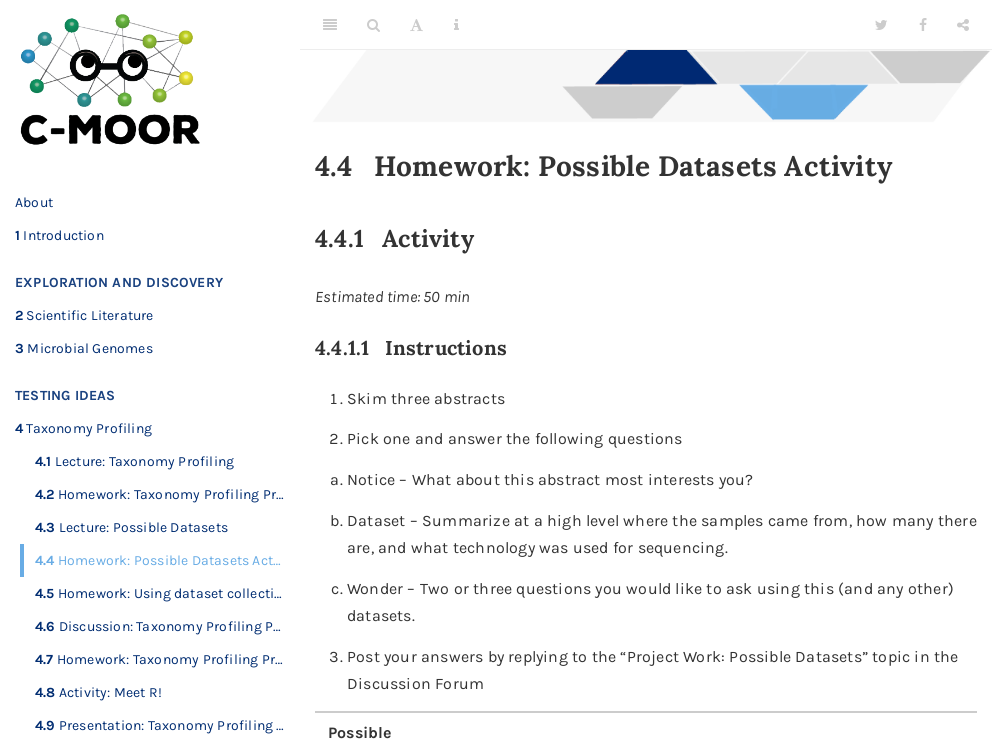 C-MOOR
About
1 Introduction
EXPLORATION AND DISCOVERY
2 Scientific Literature
3 Microbial Genomes
TESTING IDEAS
4 Taxonomy Profiling
4.1 Lecture: Taxonomy Profiling
4.2 Homework: Taxonomy Profiling Pr...
4.3 Lecture: Possible Datasets
4.4 Homework: Possible Datasets Act...
4.5 Homework: Using dataset collecti...
4.6 Discussion: Taxonomy Profiling P...
4.7 Homework: Taxonomy Profiling Pr...
4.8 Activity: Meet R!
4.9 Presentation: Taxonomy Profiling ...
A
i
4.4 Homework: Possible Datasets Activity
4.4.1 Activity
Estimated time: 50 min
4.4.1.1 Instructions
1. Skim three abstracts
2. Pick one and answer the following questions
a. Notice – What about this abstract most interests you?
b. Dataset – Summarize at a high level where the samples came from, how many there
are, and what technology was used for sequencing.
c. Wonder – Two or three questions you would like to ask using this (and any other)
datasets.
3. Post your answers by replying to the “Project Work: Possible Datasets” topic in the
Discussion Forum
Possible